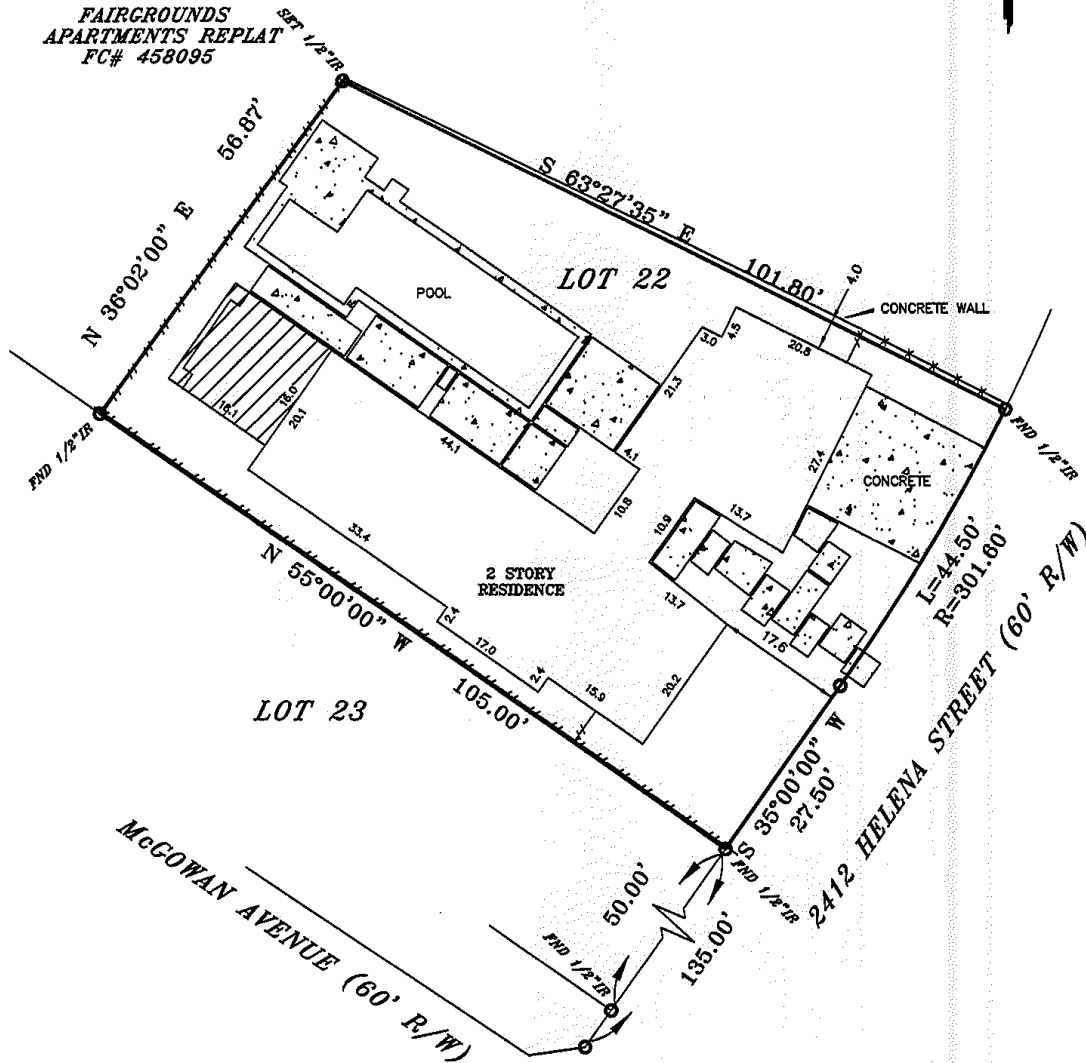 FAIRGROUNDS
APARTMENTS REPLAT
FC# 458095
SET 1/2"IR
56.87'
N 36°02'00" E
S 63°27'35" E
101.80'
4.0
LOT 22
CONCRETE WALL
POOL
3.0
4.5
20.8
21.3
16.1
16.0
20.1
44.1
4.1
27.4
CONCRETE
FND 1/2"IR
FND 1/2"IR
10.8
10.9
13.7
33.4
N 55°00'00" W
105.00'
2 STORY
RESIDENCE
13.7
17.6
L=44.50'
R=301.60'
2.4
17.0
2.4
15.9
20.2
LOT 23
S 35°00'00" W
27.50'
2412 HELENA STREET (60' R/W)
FND 1/2"IR
McGOWAN AVENUE (60' R/W)
50.00'
135.00'
FND 1/2"IR